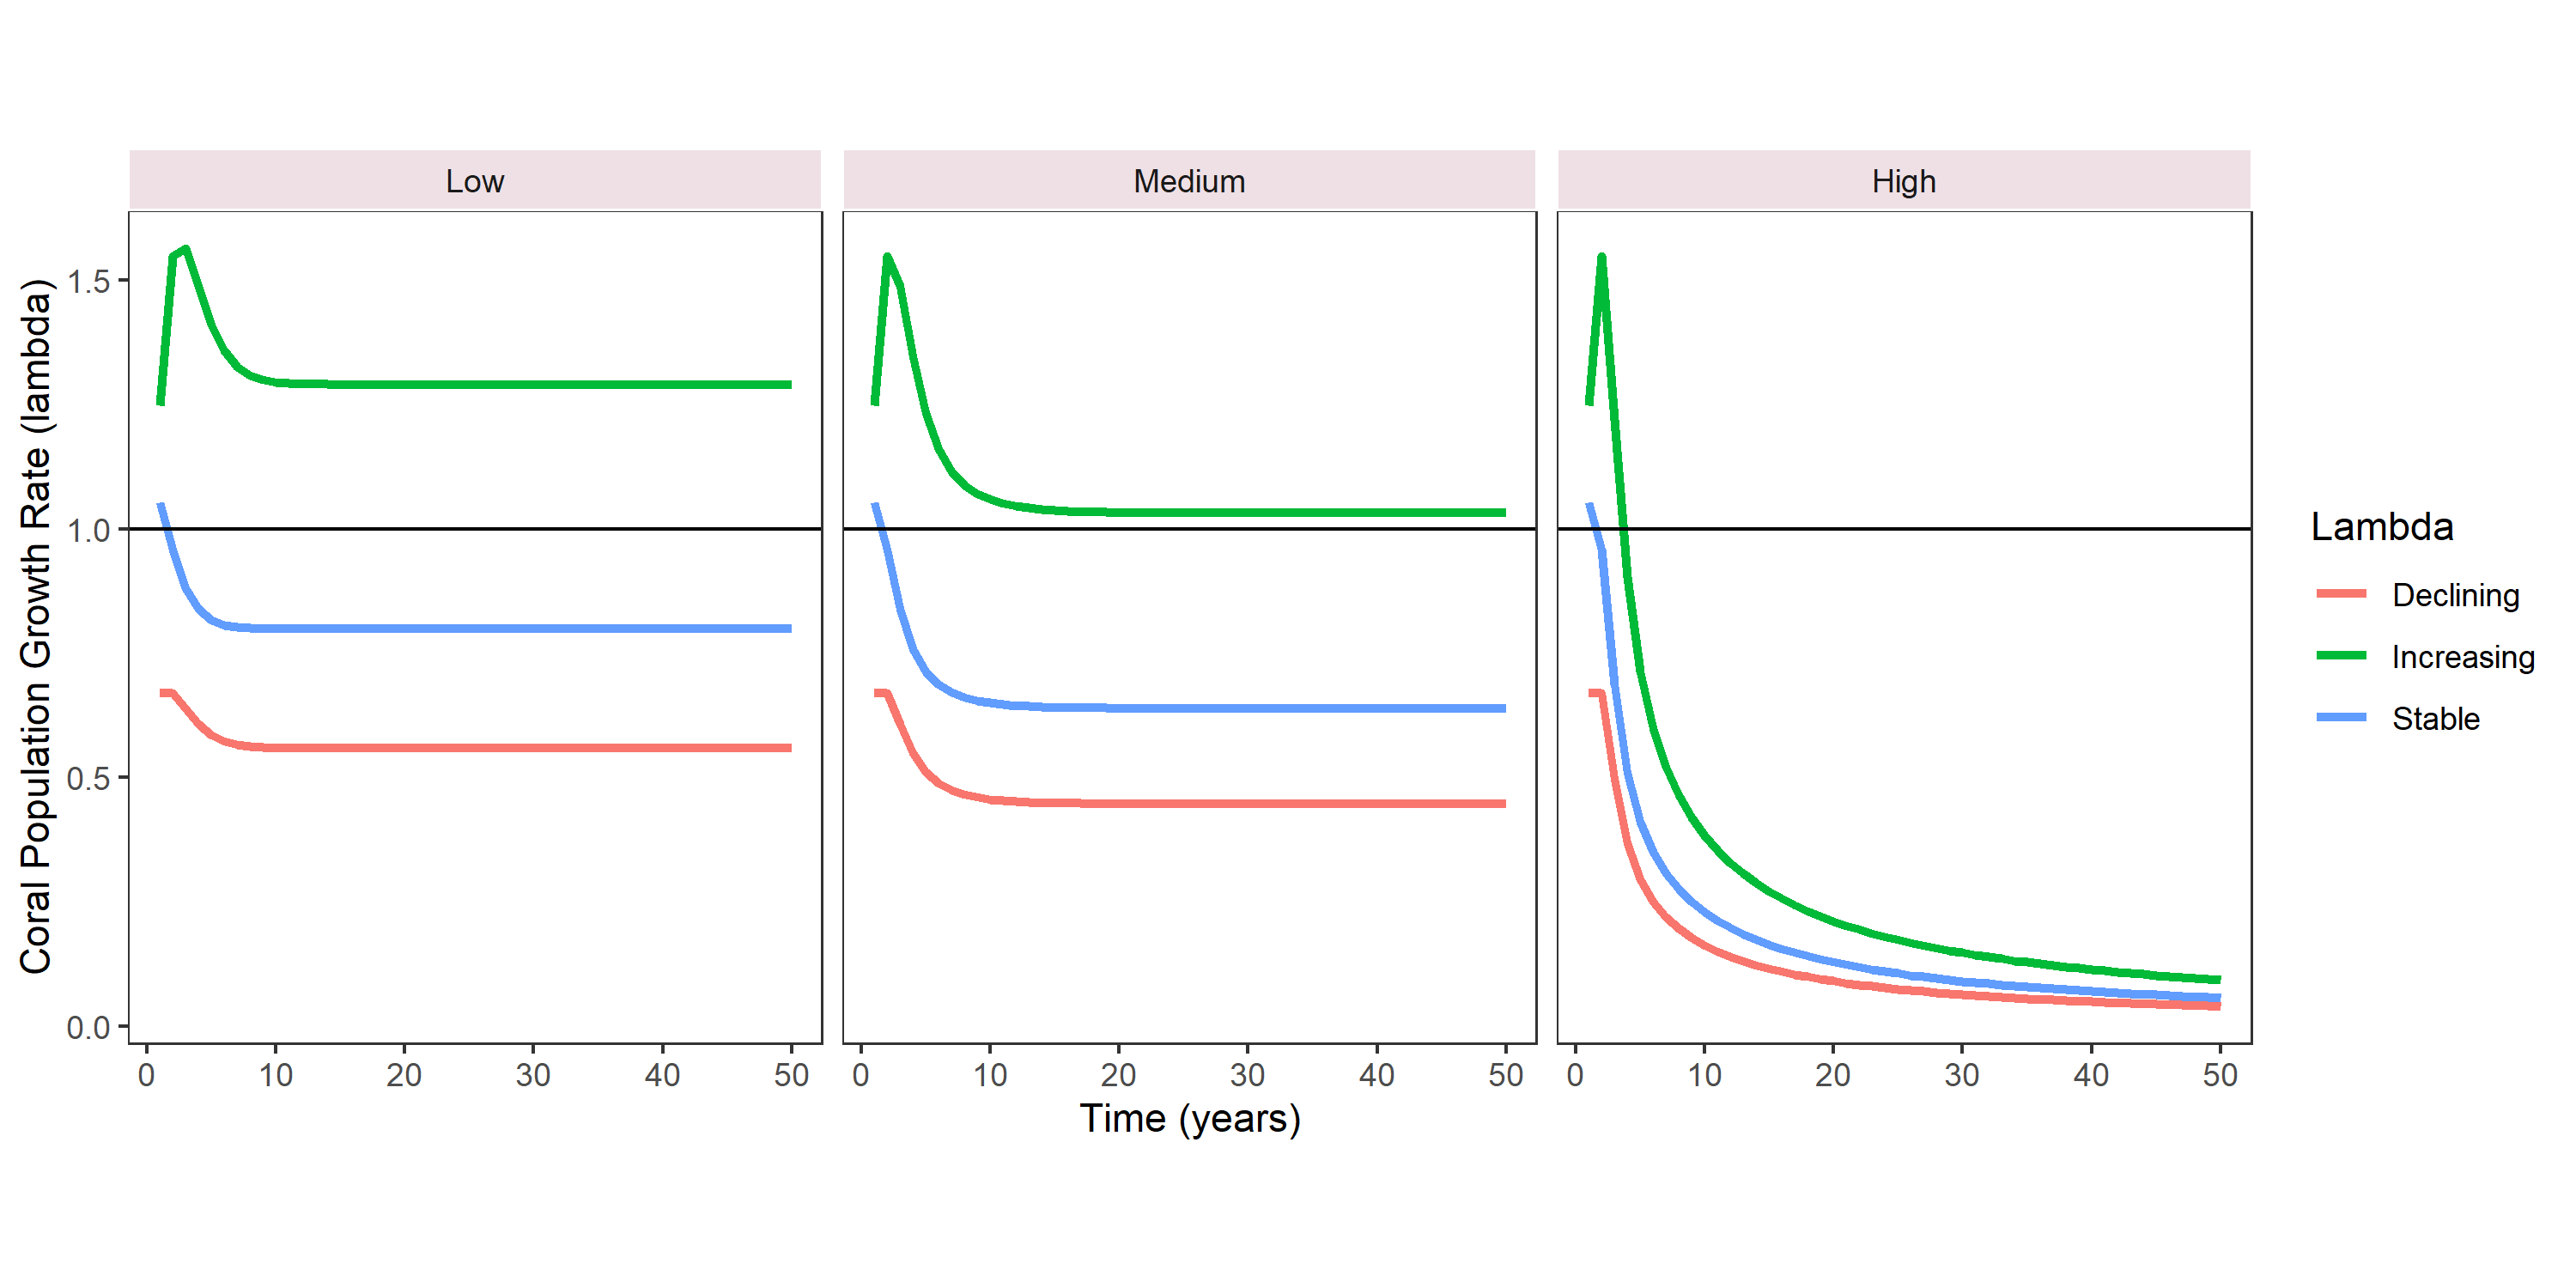 Low
Medium
High
Coral Population Growth Rate (lambda)
1.5
1.0
0.5
0.0
0 10 20 30 40 50
0 10 20 30 40 50
0 10 20 30 40 50
Time (years)
Lambda
Declining
Increasing
Stable